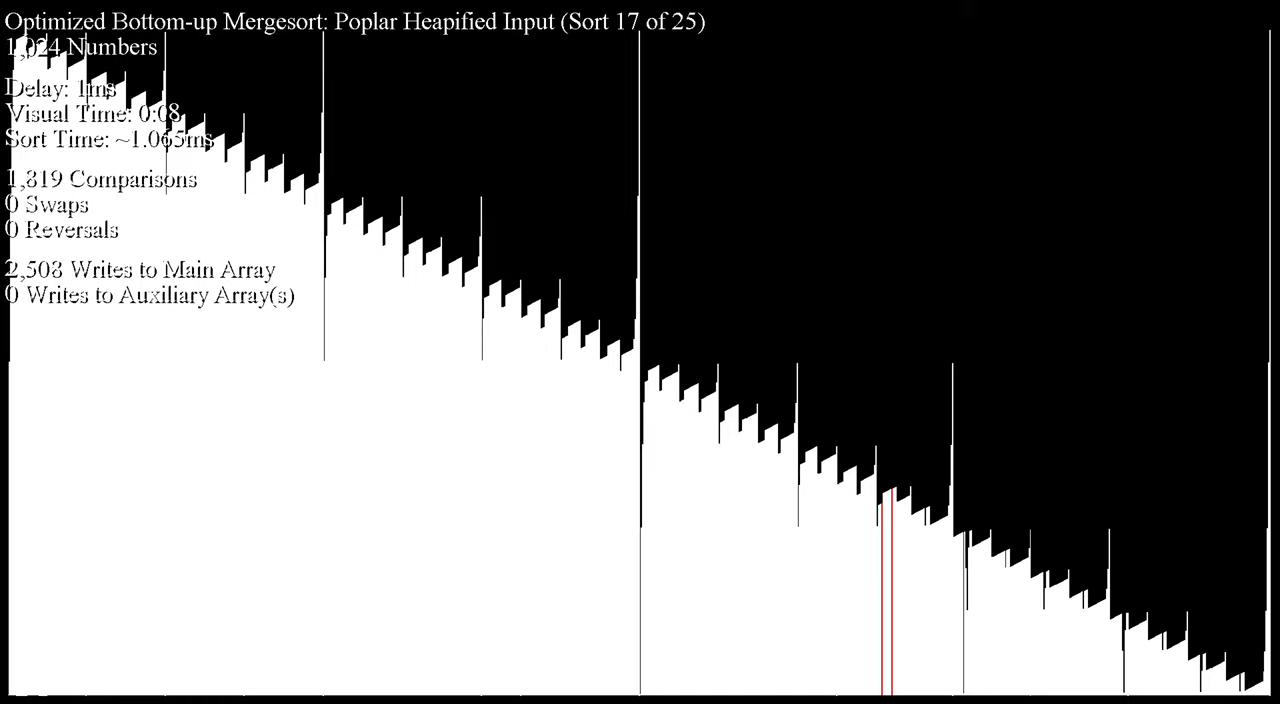 Optimized Bottom-up Mergesort: Poplar Heapified Input (Sort 17 of 25)
1,024 Numbers
Delay: 1ms
Visual Time: 0:08
Sort Time: ~1.065ms
1,819 Comparisons
0 Swaps
0 Reversals
2,508 Writes to Main Array
0 Writes to Auxiliary Array(s)